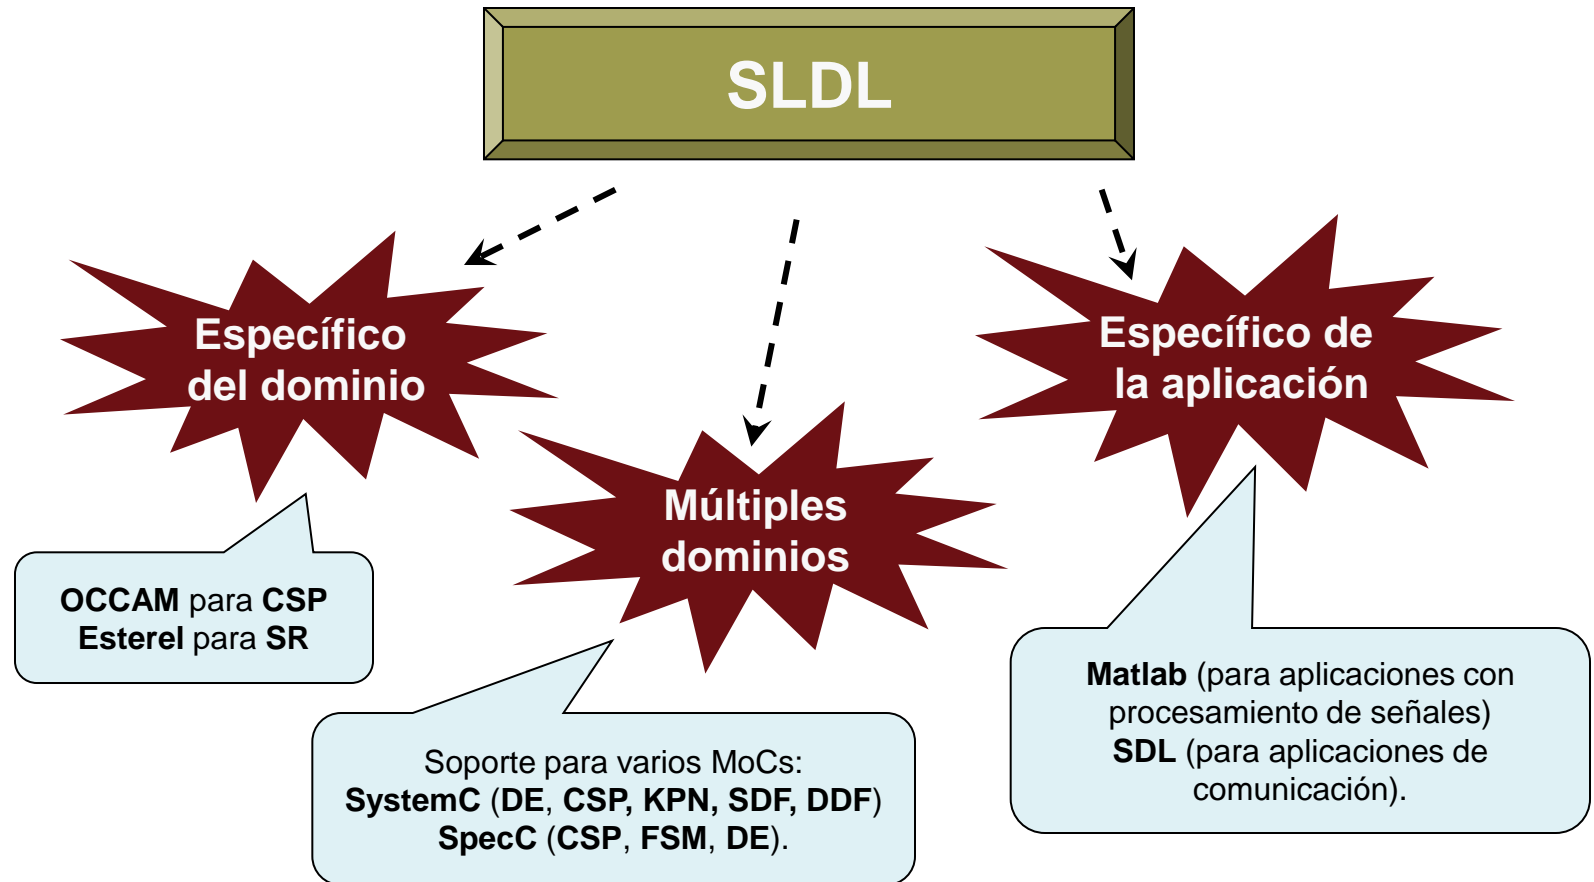 SLDL
Específico
del dominio
Específico de
la aplicación
Múltiples
dominios
OCCAM para CSP
Esterel para SR
Soporte para varios MoCs:
SystemC (DE, CSP, KPN, SDF, DDF)
SpecC (CSP, FSM, DE).
Matlab (para aplicaciones con
procesamiento de señales)
SDL (para aplicaciones de
comunicación).